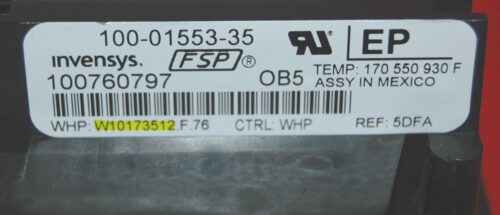 100-01553-35
invensys. FSP ®
100760797 OB5
RU EP
TEMP: 170 550 930 F
ASSY IN MEXICO
WHP: W10173512.F.76 CTRL: WHP REF: 5DFA